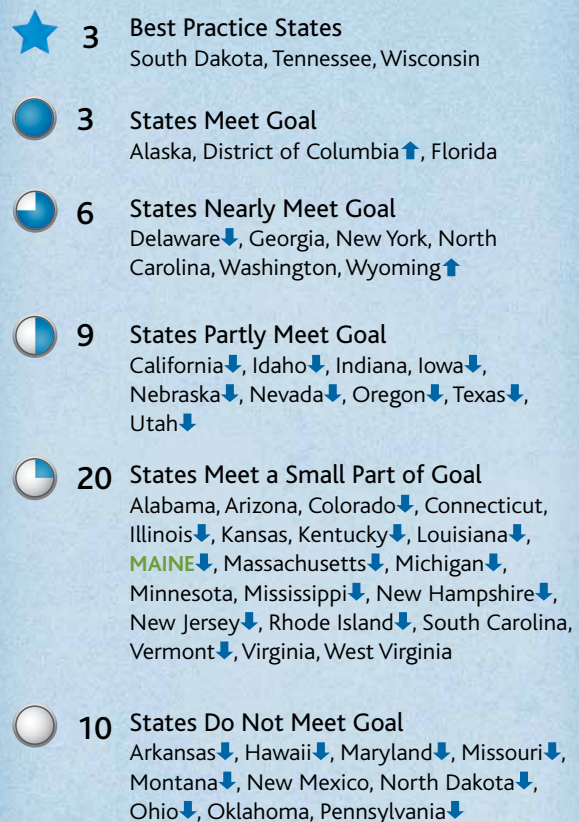 3 Best Practice States
South Dakota, Tennessee, Wisconsin
3 States Meet Goal
Alaska, District of Columbia⬆, Florida
6 States Nearly Meet Goal
Delaware⬇, Georgia, New York, North
Carolina, Washington, Wyoming⬆
9 States Partly Meet Goal
California⬇, Idaho⬇, Indiana, Iowa⬇,
Nebraska⬇, Nevada⬇, Oregon⬇, Texas⬇,
Utah⬇
20 States Meet a Small Part of Goal
Alabama, Arizona, Colorado⬇, Connecticut,
Illinois⬇, Kansas, Kentucky⬇, Louisiana⬇,
MAINE⬇, Massachusetts⬇, Michigan⬇,
Minnesota, Mississippi⬇, New Hampshire⬇,
New Jersey⬇, Rhode Island⬇, South Carolina,
Vermont⬇, Virginia, West Virginia
10 States Do Not Meet Goal
Arkansas⬇, Hawaii⬇, Maryland⬇, Missouri⬇,
Montana⬇, New Mexico, North Dakota⬇,
Ohio⬇, Oklahoma, Pennsylvania⬇